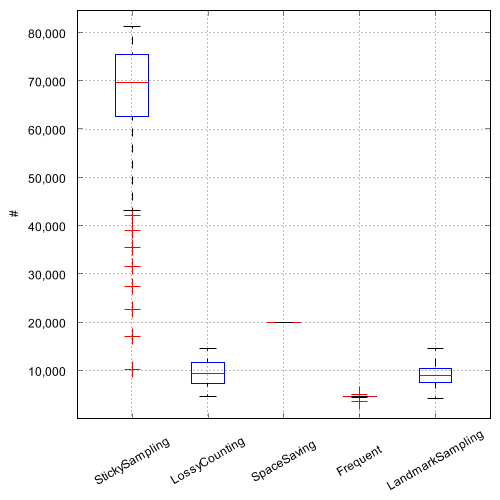 80,000
70,000
60,000
50,000
40,000
30,000
20,000
10,000
#
StickySampling
LossyCounting
SpaceSaving
Frequent
LandmarkSampling